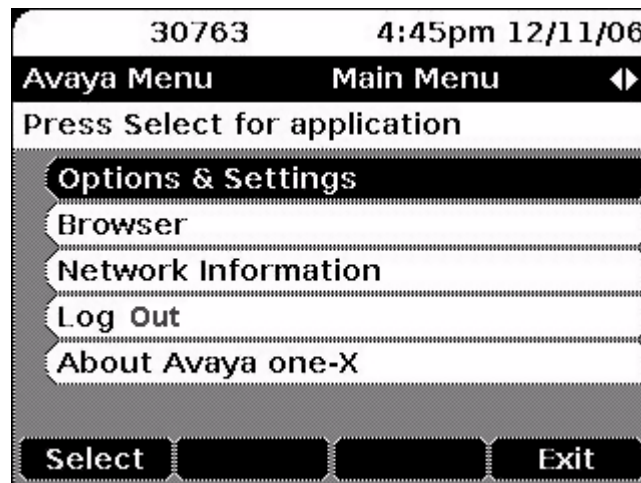 30763 4:45pm 12/11/06
Avaya Menu Main Menu
Press Select for application
Options & Settings
Browser
Network Information
Log Out
About Avaya one-X
Select Exit